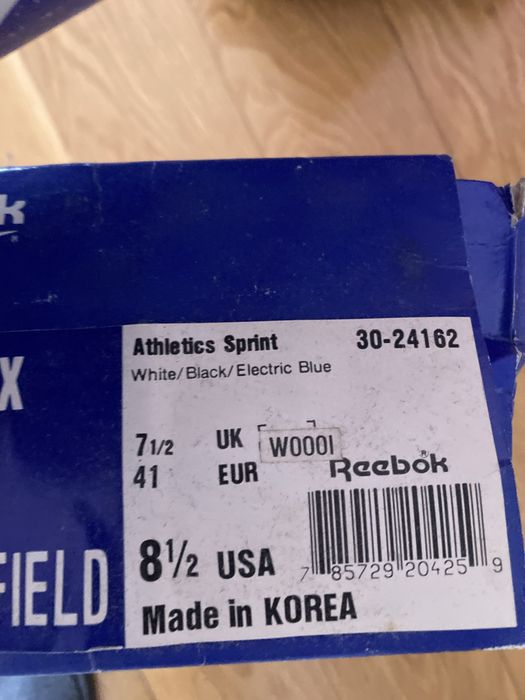 k
X
FIELD
Athletics Sprint 30-24162
White/Black/Electric Blue
7 1/2 UK
41 EUR
W000I
Reebok®
8 1/2 USA
7 85729 20425 9
Made in KOREA